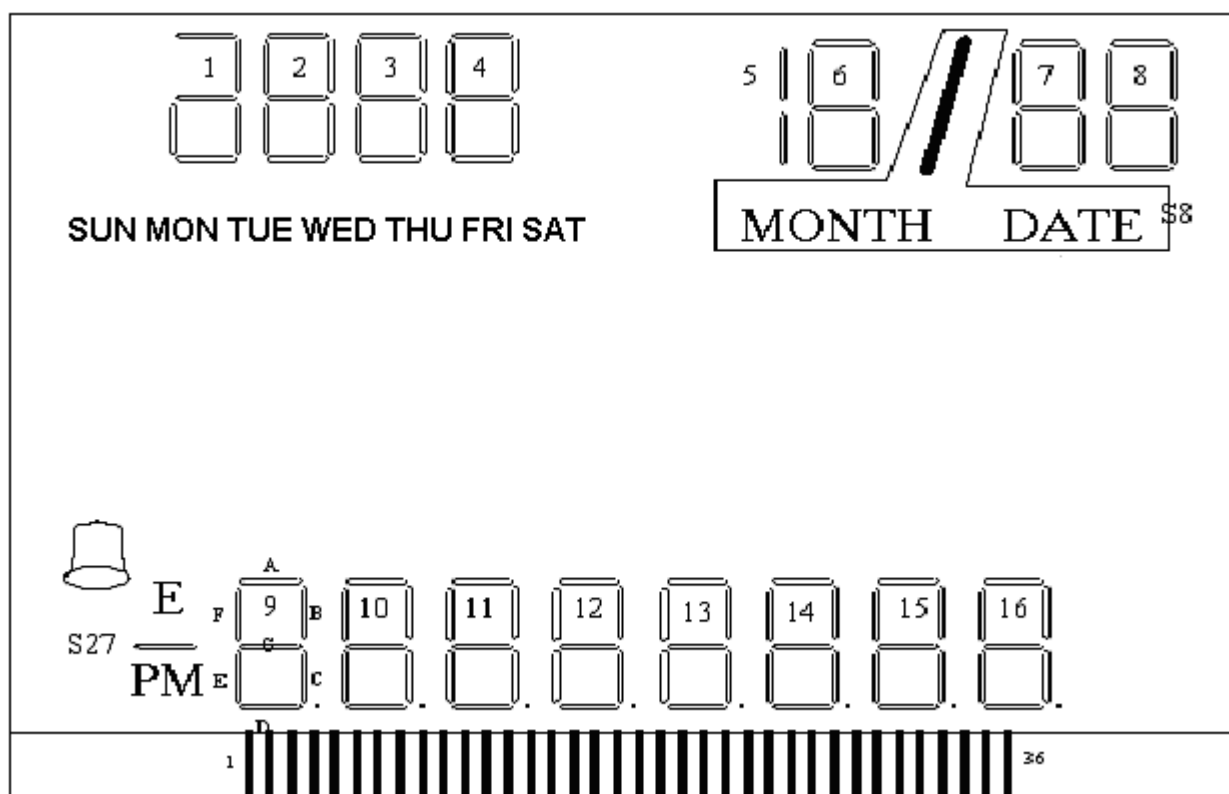 1 2 3 4 5 6 7 8
SUN MON TUE WED THU FRI SAT
MONTH DATE S8
A
E F 9 B 10 11 12 13 14 15 16
S27 G
PM E C
D
1 36